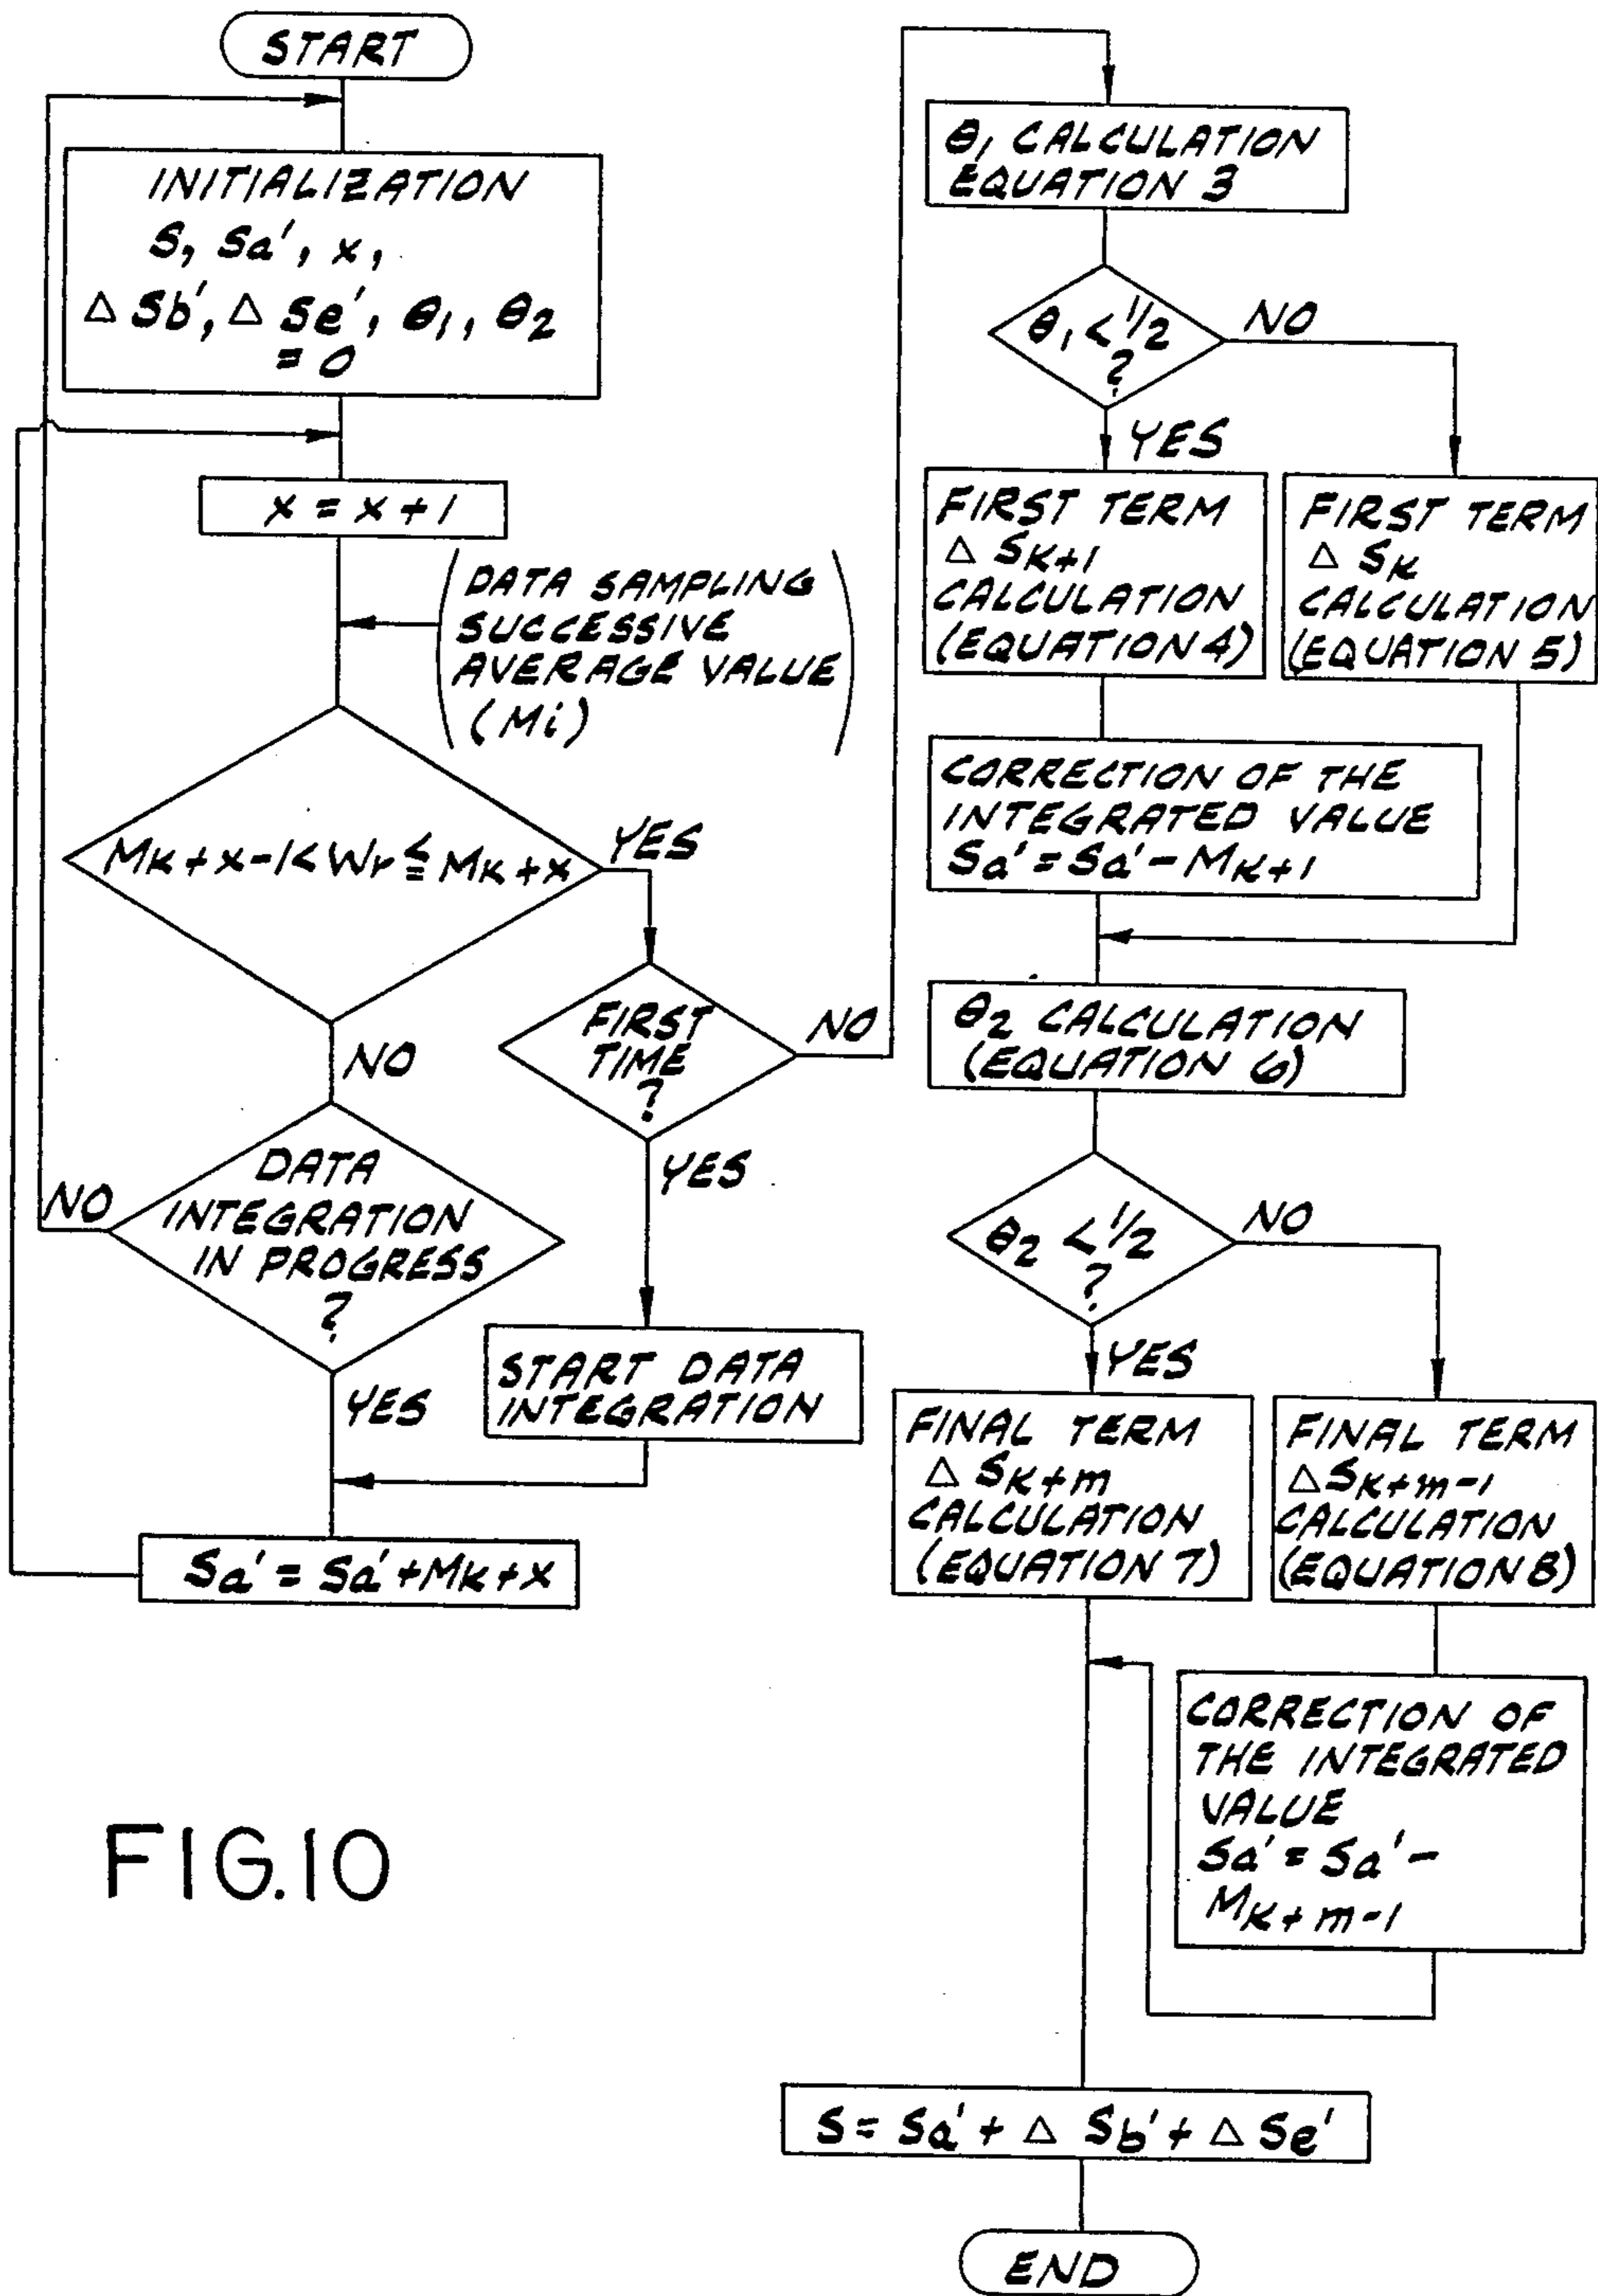 START
INITIALIZATION
S, Sa', x,
△ Sb', △ Se', θ1, θ2
= 0
x = x + 1
(DATA SAMPLING
SUCCESSIVE
AVERAGE VALUE
(Mi))
MK+x-1<Wr≦MK+x
YES
NO
FIRST
TIME
?
NO
YES
DATA
INTEGRATION
IN PROGRESS
?
NO
YES
START DATA
INTEGRATION
Sa' = Sa' + MK+x
θ1 CALCULATION
EQUATION 3
θ1 < 1/2
?
NO
YES
FIRST TERM
△ SK+1
CALCULATION
(EQUATION 4)
FIRST TERM
△ SK
CALCULATION
(EQUATION 5)
CORRECTION OF THE
INTEGRATED VALUE
Sa' = Sa' - MK+1
θ2 CALCULATION
(EQUATION 6)
θ2 < 1/2
?
NO
YES
FINAL TERM
△ SK+m
CALCULATION
(EQUATION 7)
FINAL TERM
△ SK+m-1
CALCULATION
(EQUATION 8)
CORRECTION OF
THE INTEGRATED
VALUE
Sa' = Sa' -
MK+m-1
S = Sa' + △ Sb' + △ Se'
END
FIG.10